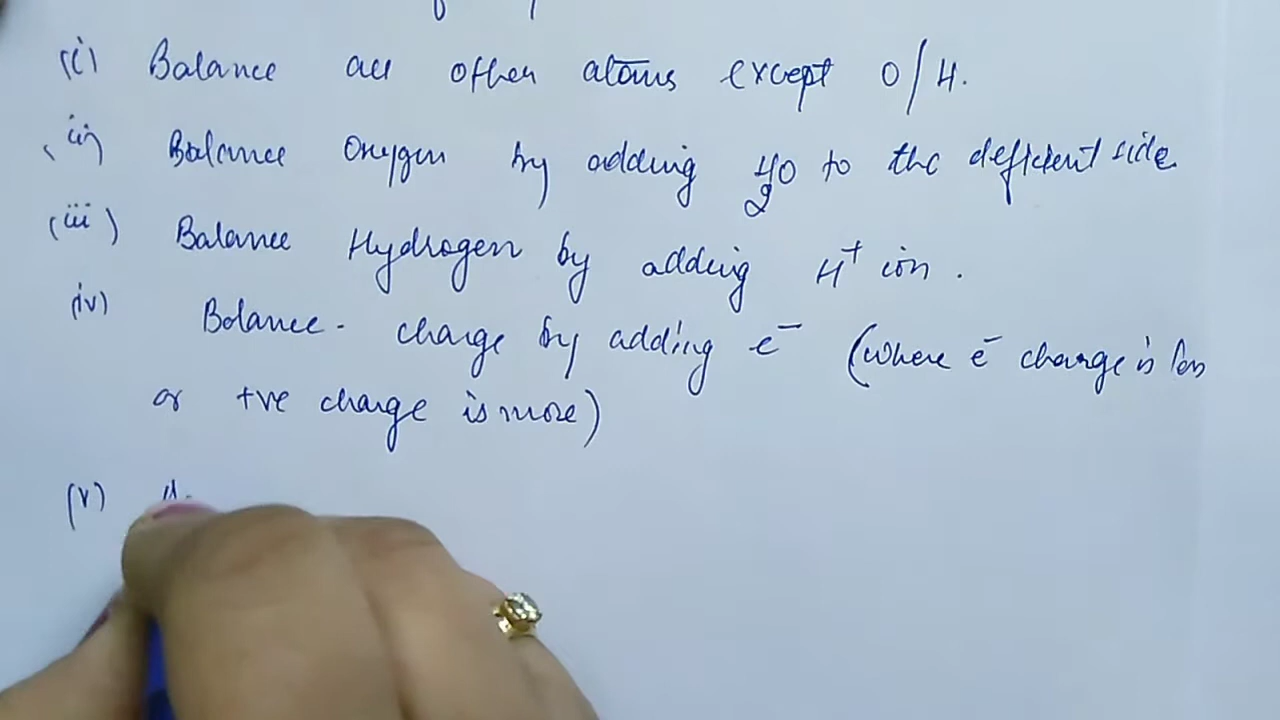 (i) Balance all other atoms except O/H.
(ii) Balance Oxygen by adding H2O to the deficient side
(iii) Balance Hydrogen by adding H+ ion.
(iv) Balance - charge by adding e- (where e- charge is less
or +ve charge is more)
(v)